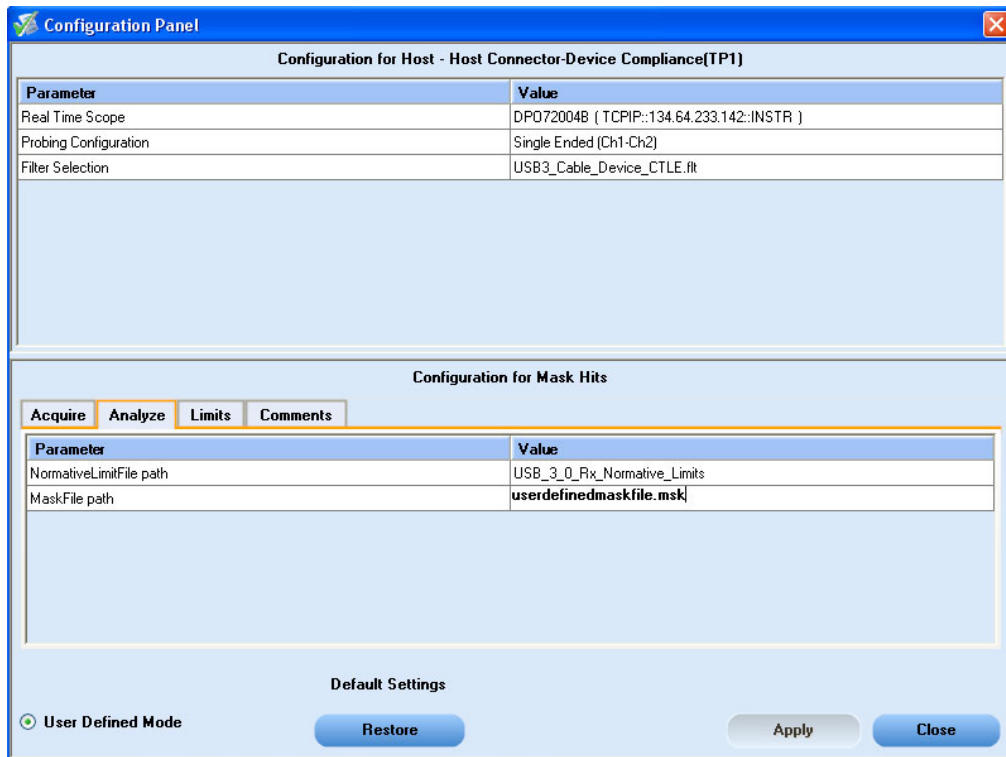 Configuration Panel
Configuration for Host - Host Connector-Device Compliance(TP1)
Parameter Value
Real Time Scope DPO72004B ( TCPIP::134.64.233.142::INSTR )
Probing Configuration Single Ended (Ch1-Ch2)
Filter Selection USB3_Cable_Device_CTLE.flt
Configuration for Mask Hits
Acquire Analyze Limits Comments
Parameter Value
NormativeLimitFile path USB_3_0_Rx_Normative_Limits
MaskFile path userdefinedmaskfile.msk
Default Settings
User Defined Mode Restore Apply Close